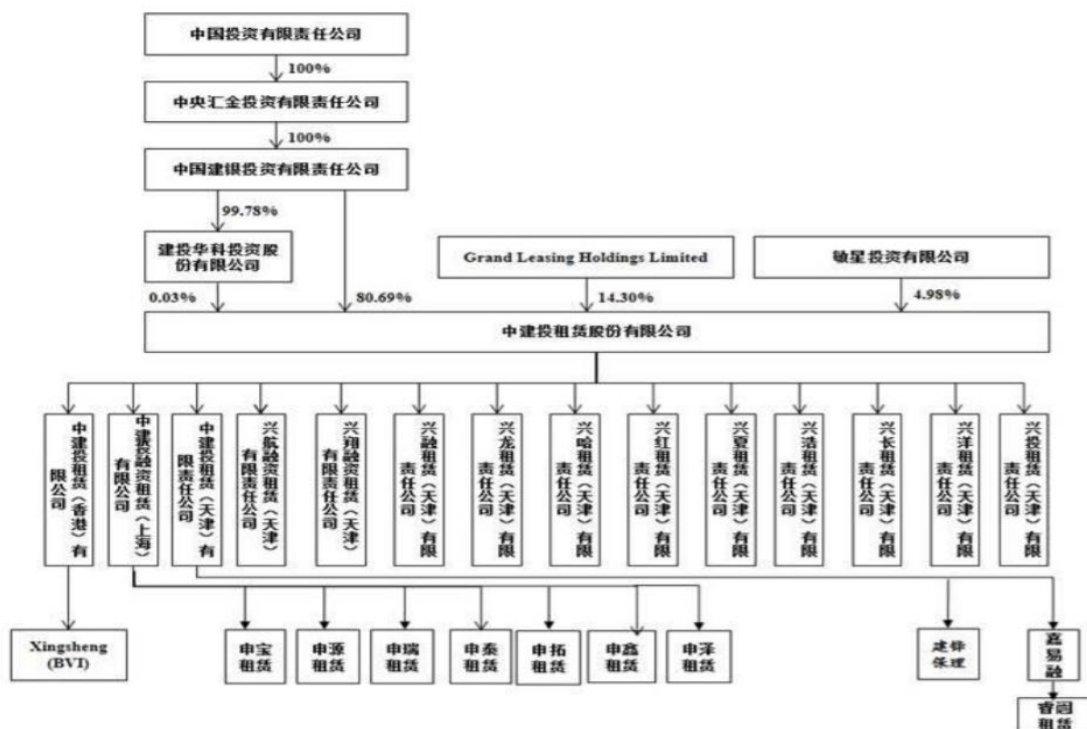 中国投资有限责任公司
100%
中央汇金投资有限责任公司
100%
中国建银投资有限责任公司
99.78%
建投华科投资股
份有限公司
Grand Leasing Holdings Limited
敏星投资有限公司
0.03%
80.69%
14.30%
4.98%
中建投租赁股份有限公司
中建投租赁（香港）有
限公司
中建投融资租赁（上海）
有限公司
中建投租赁（天津）有
限责任公司
兴航融资租赁（天津）
有限责任公司
兴翔融资租赁（天津）
有限责任公司
兴融租赁（天津）有限
责任公司
兴龙租赁（天津）有限
责任公司
兴哈租赁（天津）有限
责任公司
兴红租赁（天津）有限
责任公司
兴夏租赁（天津）有限
责任公司
兴浩租赁（天津）有限
责任公司
兴长租赁（天津）有限
责任公司
兴洋租赁（天津）有限
责任公司
兴投租赁（天津）有限
责任公司
Xingsheng
(BVI)
申宝
租赁
申源
租赁
申瑞
租赁
申泰
租赁
申拓
租赁
申鑫
租赁
申泽
租赁
建锋
保理
嘉易融
租赁